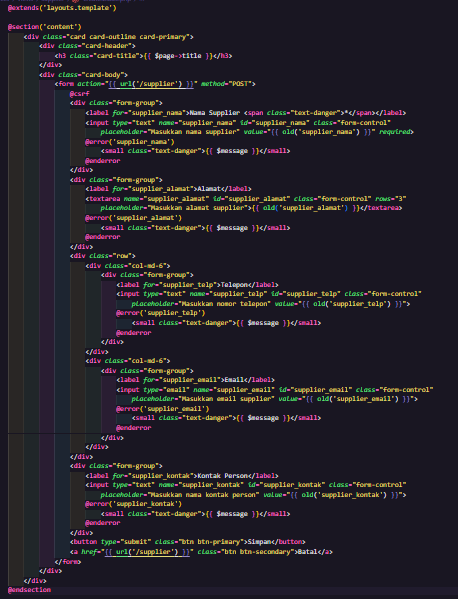 @extends('layouts.template')
@section('content')
<div class="card card-outline card-primary">
<div class="card-header">
<h3 class="card-title">{{ $page->title }}</h3>
</div>
<div class="card-body">
<form action="{{ url('/supplier') }}" method="POST">
@csrf
<div class="form-group">
<label for="supplier_nama">Nama Supplier <span class="text-danger">*</span></label>
<input type="text" name="supplier_nama" id="supplier_nama" class="form-control"
placeholder="Masukkan nama supplier" value="{{ old('supplier_nama') }}" required>
@error('supplier_nama')
<small class="text-danger">{{ $message }}</small>
@enderror
</div>
<div class="form-group">
<label for="supplier_alamat">Alamat</label>
<textarea name="supplier_alamat" id="supplier_alamat" class="form-control" rows="3"
placeholder="Masukkan alamat supplier">{{ old('supplier_alamat') }}</textarea>
@error('supplier_alamat')
<small class="text-danger">{{ $message }}</small>
@enderror
</div>
<div class="row">
<div class="col-md-6">
<div class="form-group">
<label for="supplier_telp">Telepon</label>
<input type="text" name="supplier_telp" id="supplier_telp" class="form-control"
placeholder="Masukkan nomor telepon" value="{{ old('supplier_telp') }}">
@error('supplier_telp')
<small class="text-danger">{{ $message }}</small>
@enderror
</div>
</div>
<div class="col-md-6">
<div class="form-group">
<label for="supplier_email">Email</label>
<input type="email" name="supplier_email" id="supplier_email" class="form-control"
placeholder="Masukkan email supplier" value="{{ old('supplier_email') }}">
@error('supplier_email')
<small class="text-danger">{{ $message }}</small>
@enderror
</div>
</div>
</div>
<div class="form-group">
<label for="supplier_kontak">Kontak Person</label>
<input type="text" name="supplier_kontak" id="supplier_kontak" class="form-control"
placeholder="Masukkan nama kontak person" value="{{ old('supplier_kontak') }}">
@error('supplier_kontak')
<small class="text-danger">{{ $message }}</small>
@enderror
</div>
<button type="submit" class="btn btn-primary">Simpan</button>
<a href="{{ url('/supplier') }}" class="btn btn-secondary">Batal</a>
</form>
</div>
</div>
@endsection